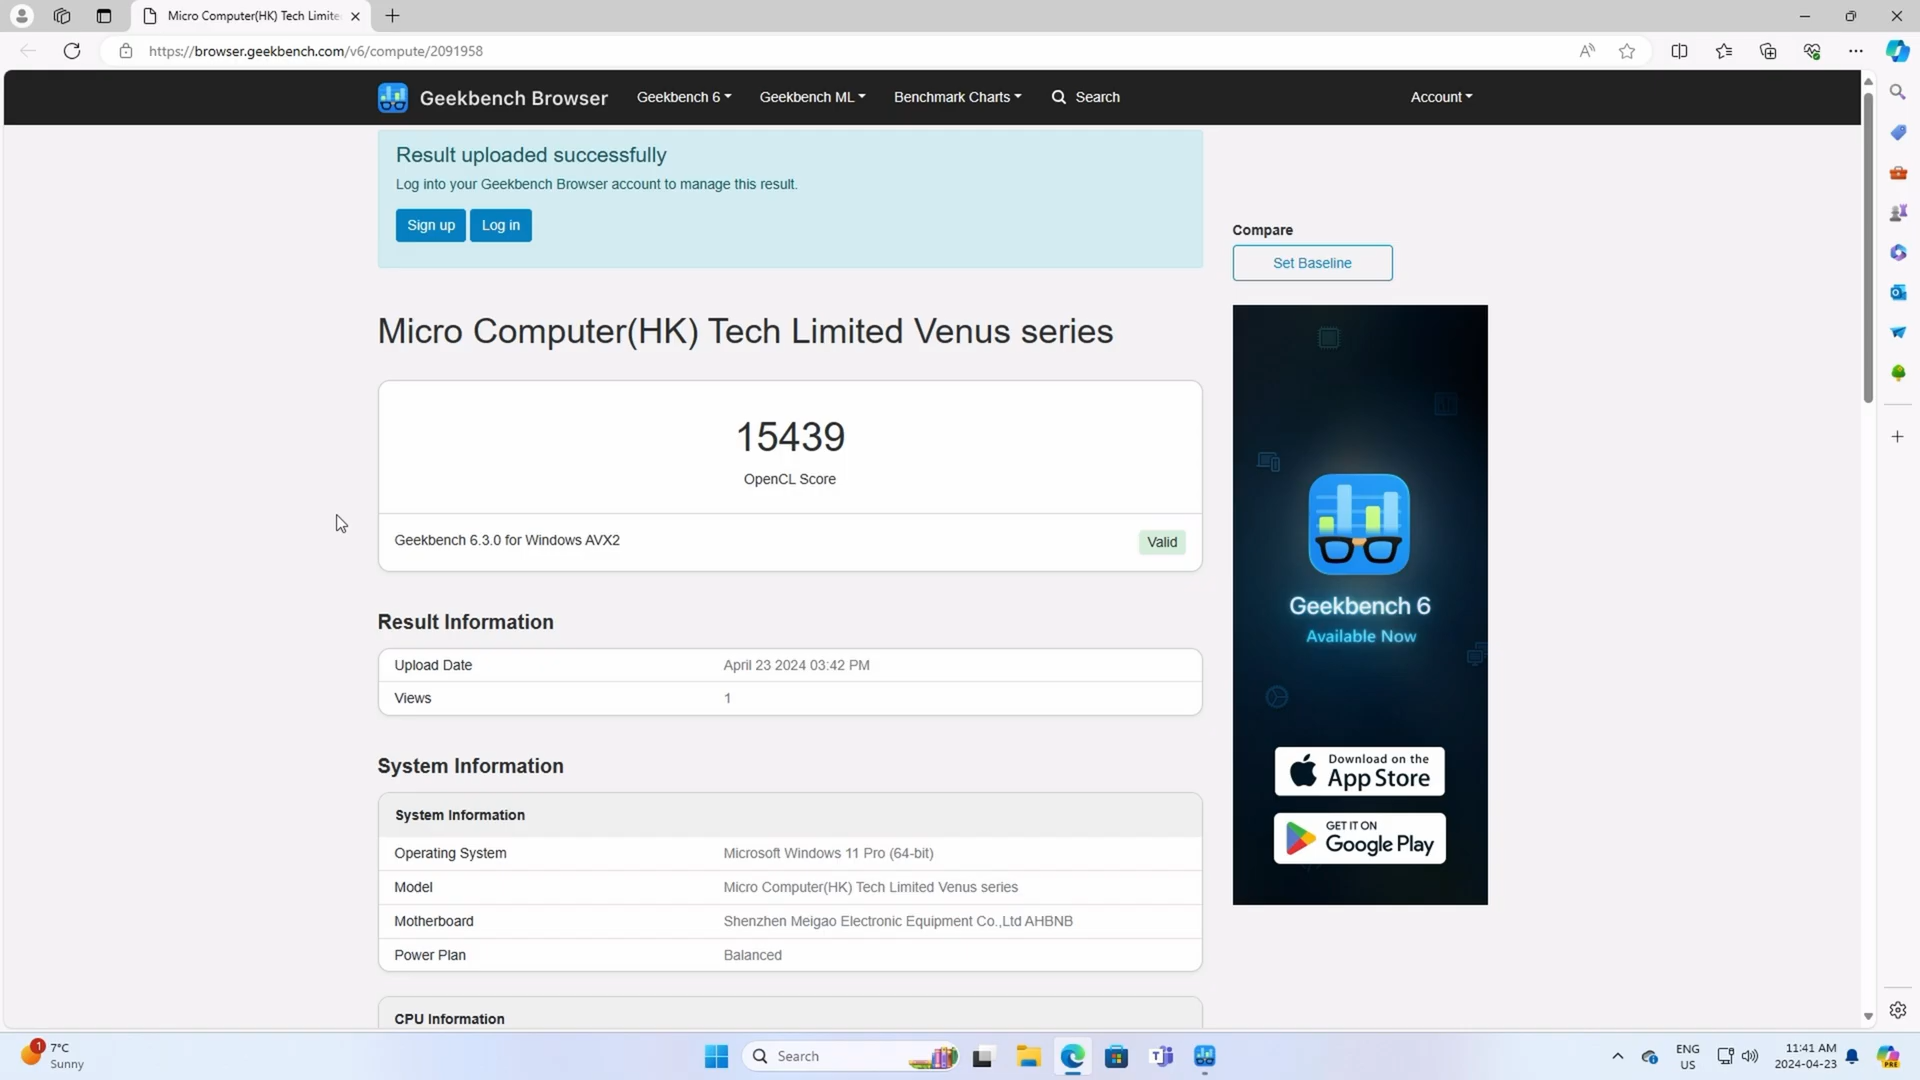 Micro Computer(HK) Tech Limite
https://browser.geekbench.com/v6/compute/2091958
Geekbench Browser
Geekbench 6
Geekbench ML
Benchmark Charts
Search
Account
Result uploaded successfully
Log into your Geekbench Browser account to manage this result.
Sign up
Log in
Compare
Set Baseline
Micro Computer(HK) Tech Limited Venus series
15439
OpenCL Score
Geekbench 6.3.0 for Windows AVX2
Valid
Geekbench 6
Available Now
Download on the
App Store
GET IT ON
Google Play
Result Information
Upload Date April 23 2024 03:42 PM
Views 1
System Information
System Information
Operating System Microsoft Windows 11 Pro (64-bit)
Model Micro Computer(HK) Tech Limited Venus series
Motherboard Shenzhen Meigao Electronic Equipment Co.,Ltd AHBNB
Power Plan Balanced
CPU Information
1
7°C
Sunny
Search
ENG
US
11:41 AM
2024-04-23
PRE